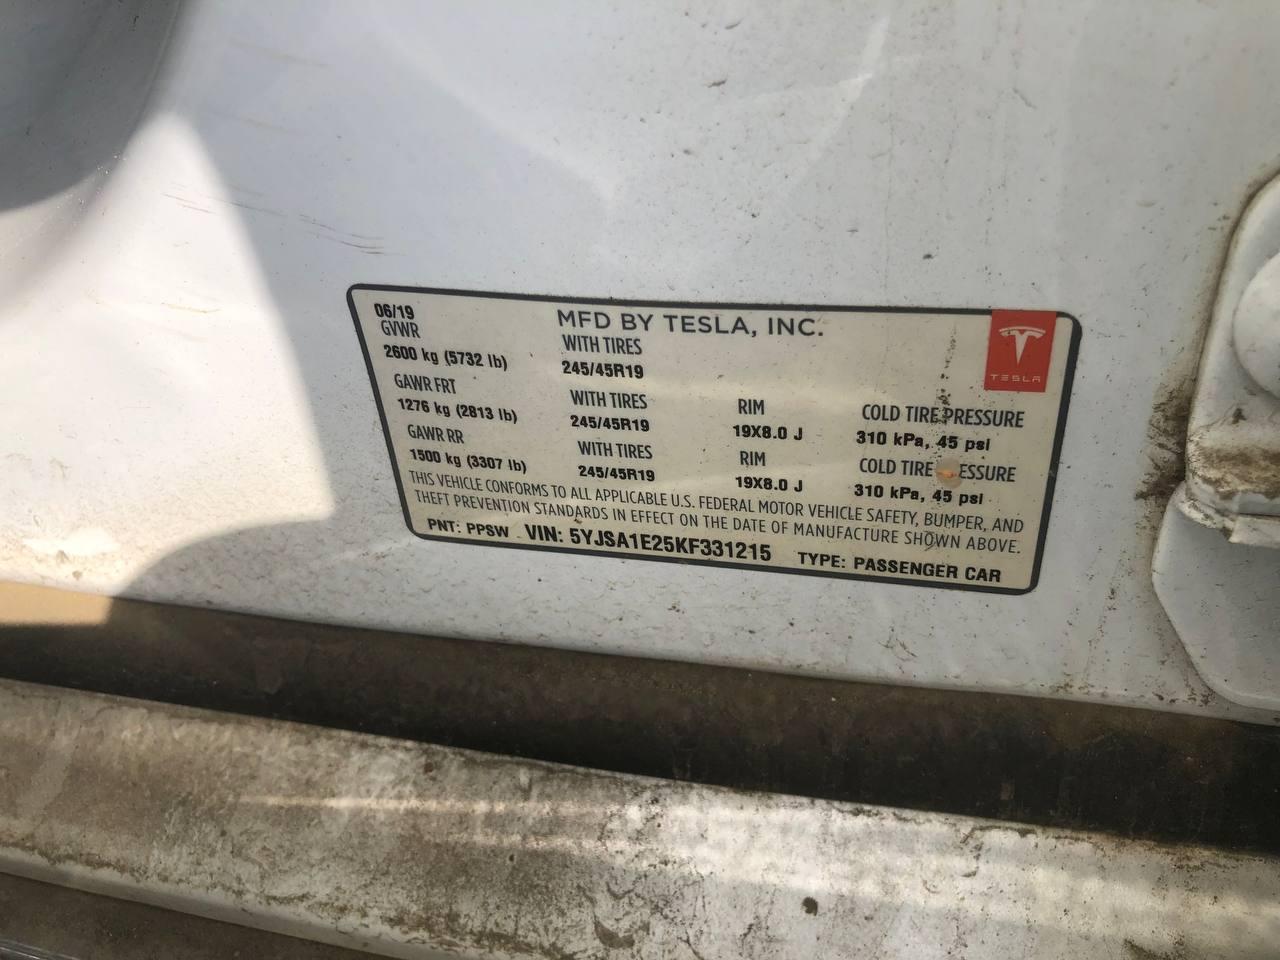 06/19 MFD BY TESLA, INC.
GVWR WITH TIRES
2600 kg (5732 lb) 245/45R19
TESLA
GAWR FRT WITH TIRES RIM COLD TIRE PRESSURE
1276 kg (2813 lb) 245/45R19 19X8.0 J 310 kPa, 45 psi
GAWR RR WITH TIRES RIM COLD TIRE ESSURE
1500 kg (3307 lb) 245/45R19 19X8.0 J 310 kPa, 45 psi
THIS VEHICLE CONFORMS TO ALL APPLICABLE U.S. FEDERAL MOTOR VEHICLE SAFETY, BUMPER, AND
THEFT PREVENTION STANDARDS IN EFFECT ON THE DATE OF MANUFACTURE SHOWN ABOVE.
PNT: PPSW VIN: 5YJSA1E25KF331215 TYPE: PASSENGER CAR